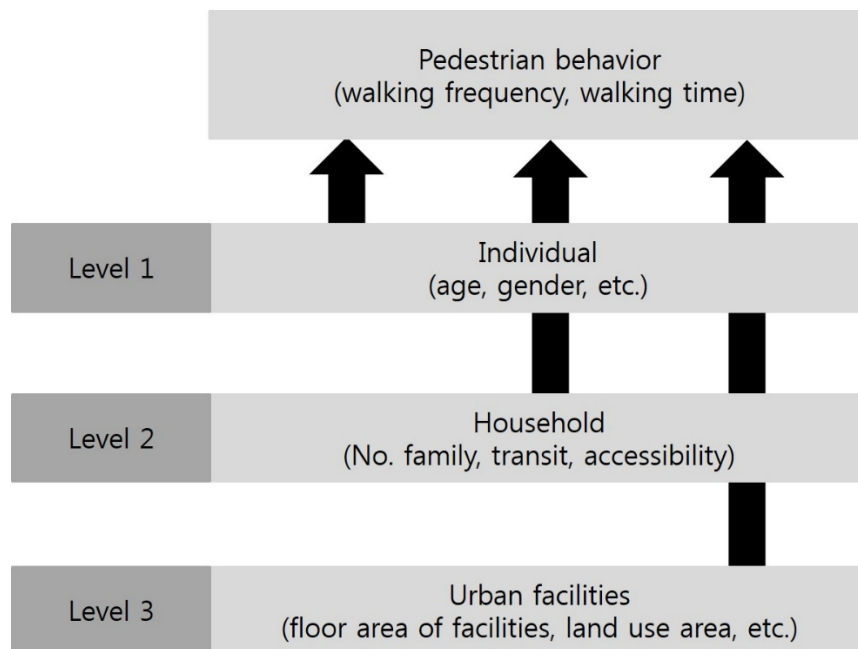 Pedestrian behavior
(walking frequency, walking time)
Level 1
Individual
(age, gender, etc.)
Level 2
Household
(No. family, transit, accessibility)
Level 3
Urban facilities
(floor area of facilities, land use area, etc.)